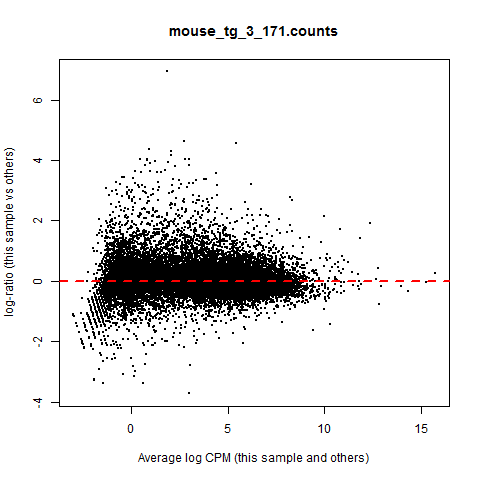 mouse_tg_3_171.counts
log-ratio (this sample vs others)
6
4
2
0
-2
-4
0 5 10 15
Average log CPM (this sample and others)